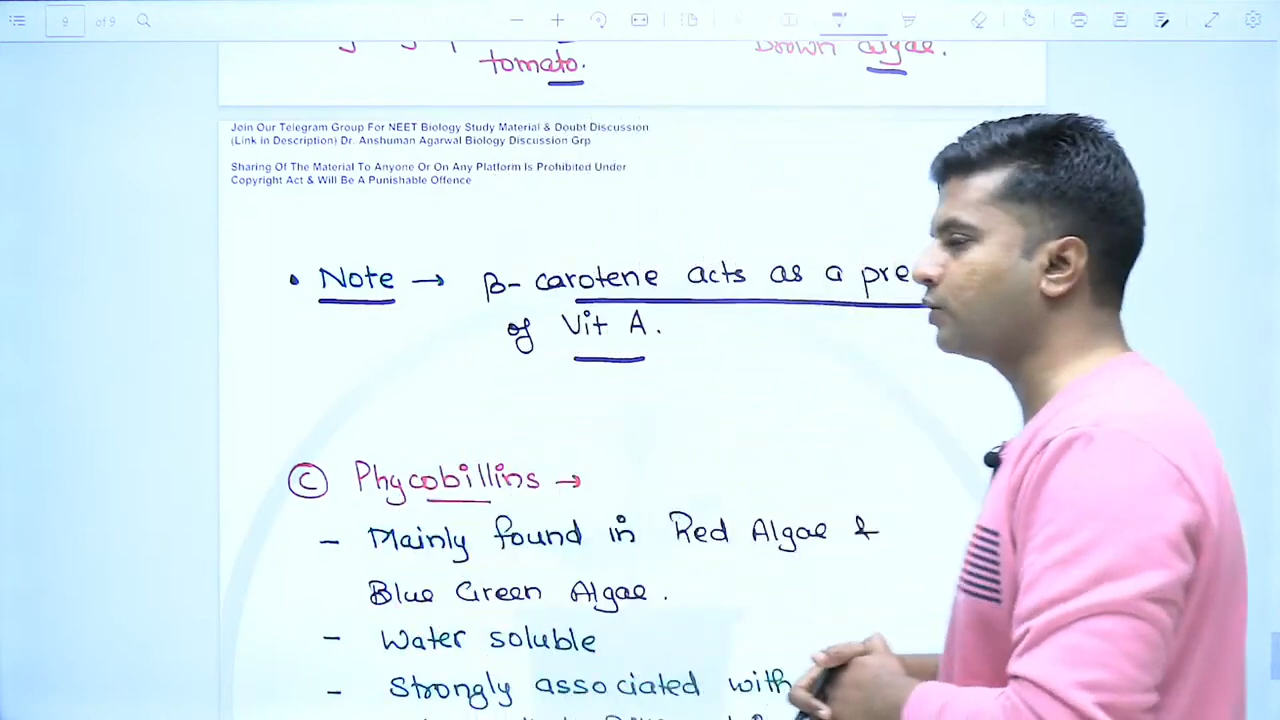 9 of 9
Brown algae.
tomato.
Join Our Telegram Group For NEET Biology Study Material & Doubt Discussion
(Link In Description) Dr. Anshuman Agarwal Biology Discussion Grp
Sharing Of The Material To Anyone Or On Any Platform Is Prohibited Under
Copyright Act & Will Be A Punishable Offence
• Note → β-carotene acts as a pre
of Vit A.
Ⓒ Phycobillins →
- Mainly found in Red Algae &
Blue Green Algae.
- Water soluble
- Strongly associated with